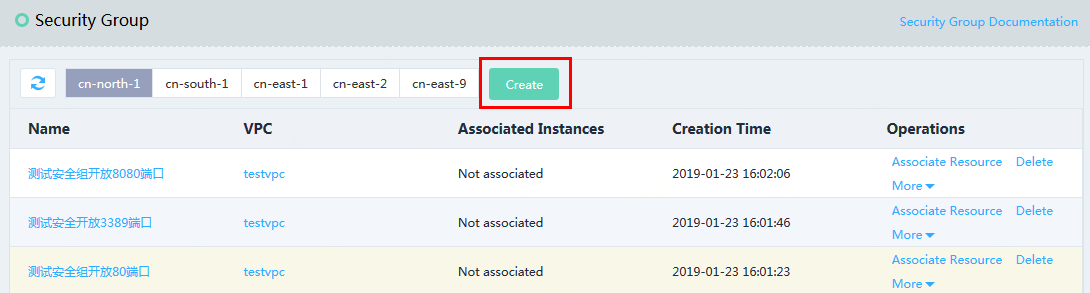 Security Group
Security Group Documentation
cn-north-1 cn-south-1 cn-east-1 cn-east-2 cn-east-9 Create
Name VPC Associated Instances Creation Time Operations
测试安全组开放8080端口 testvpc Not associated 2019-01-23 16:02:06 Associate Resource Delete
More
测试安全开放3389端口 testvpc Not associated 2019-01-23 16:01:46 Associate Resource Delete
More
测试安全组开放80端口 testvpc Not associated 2019-01-23 16:01:23 Associate Resource Delete
More